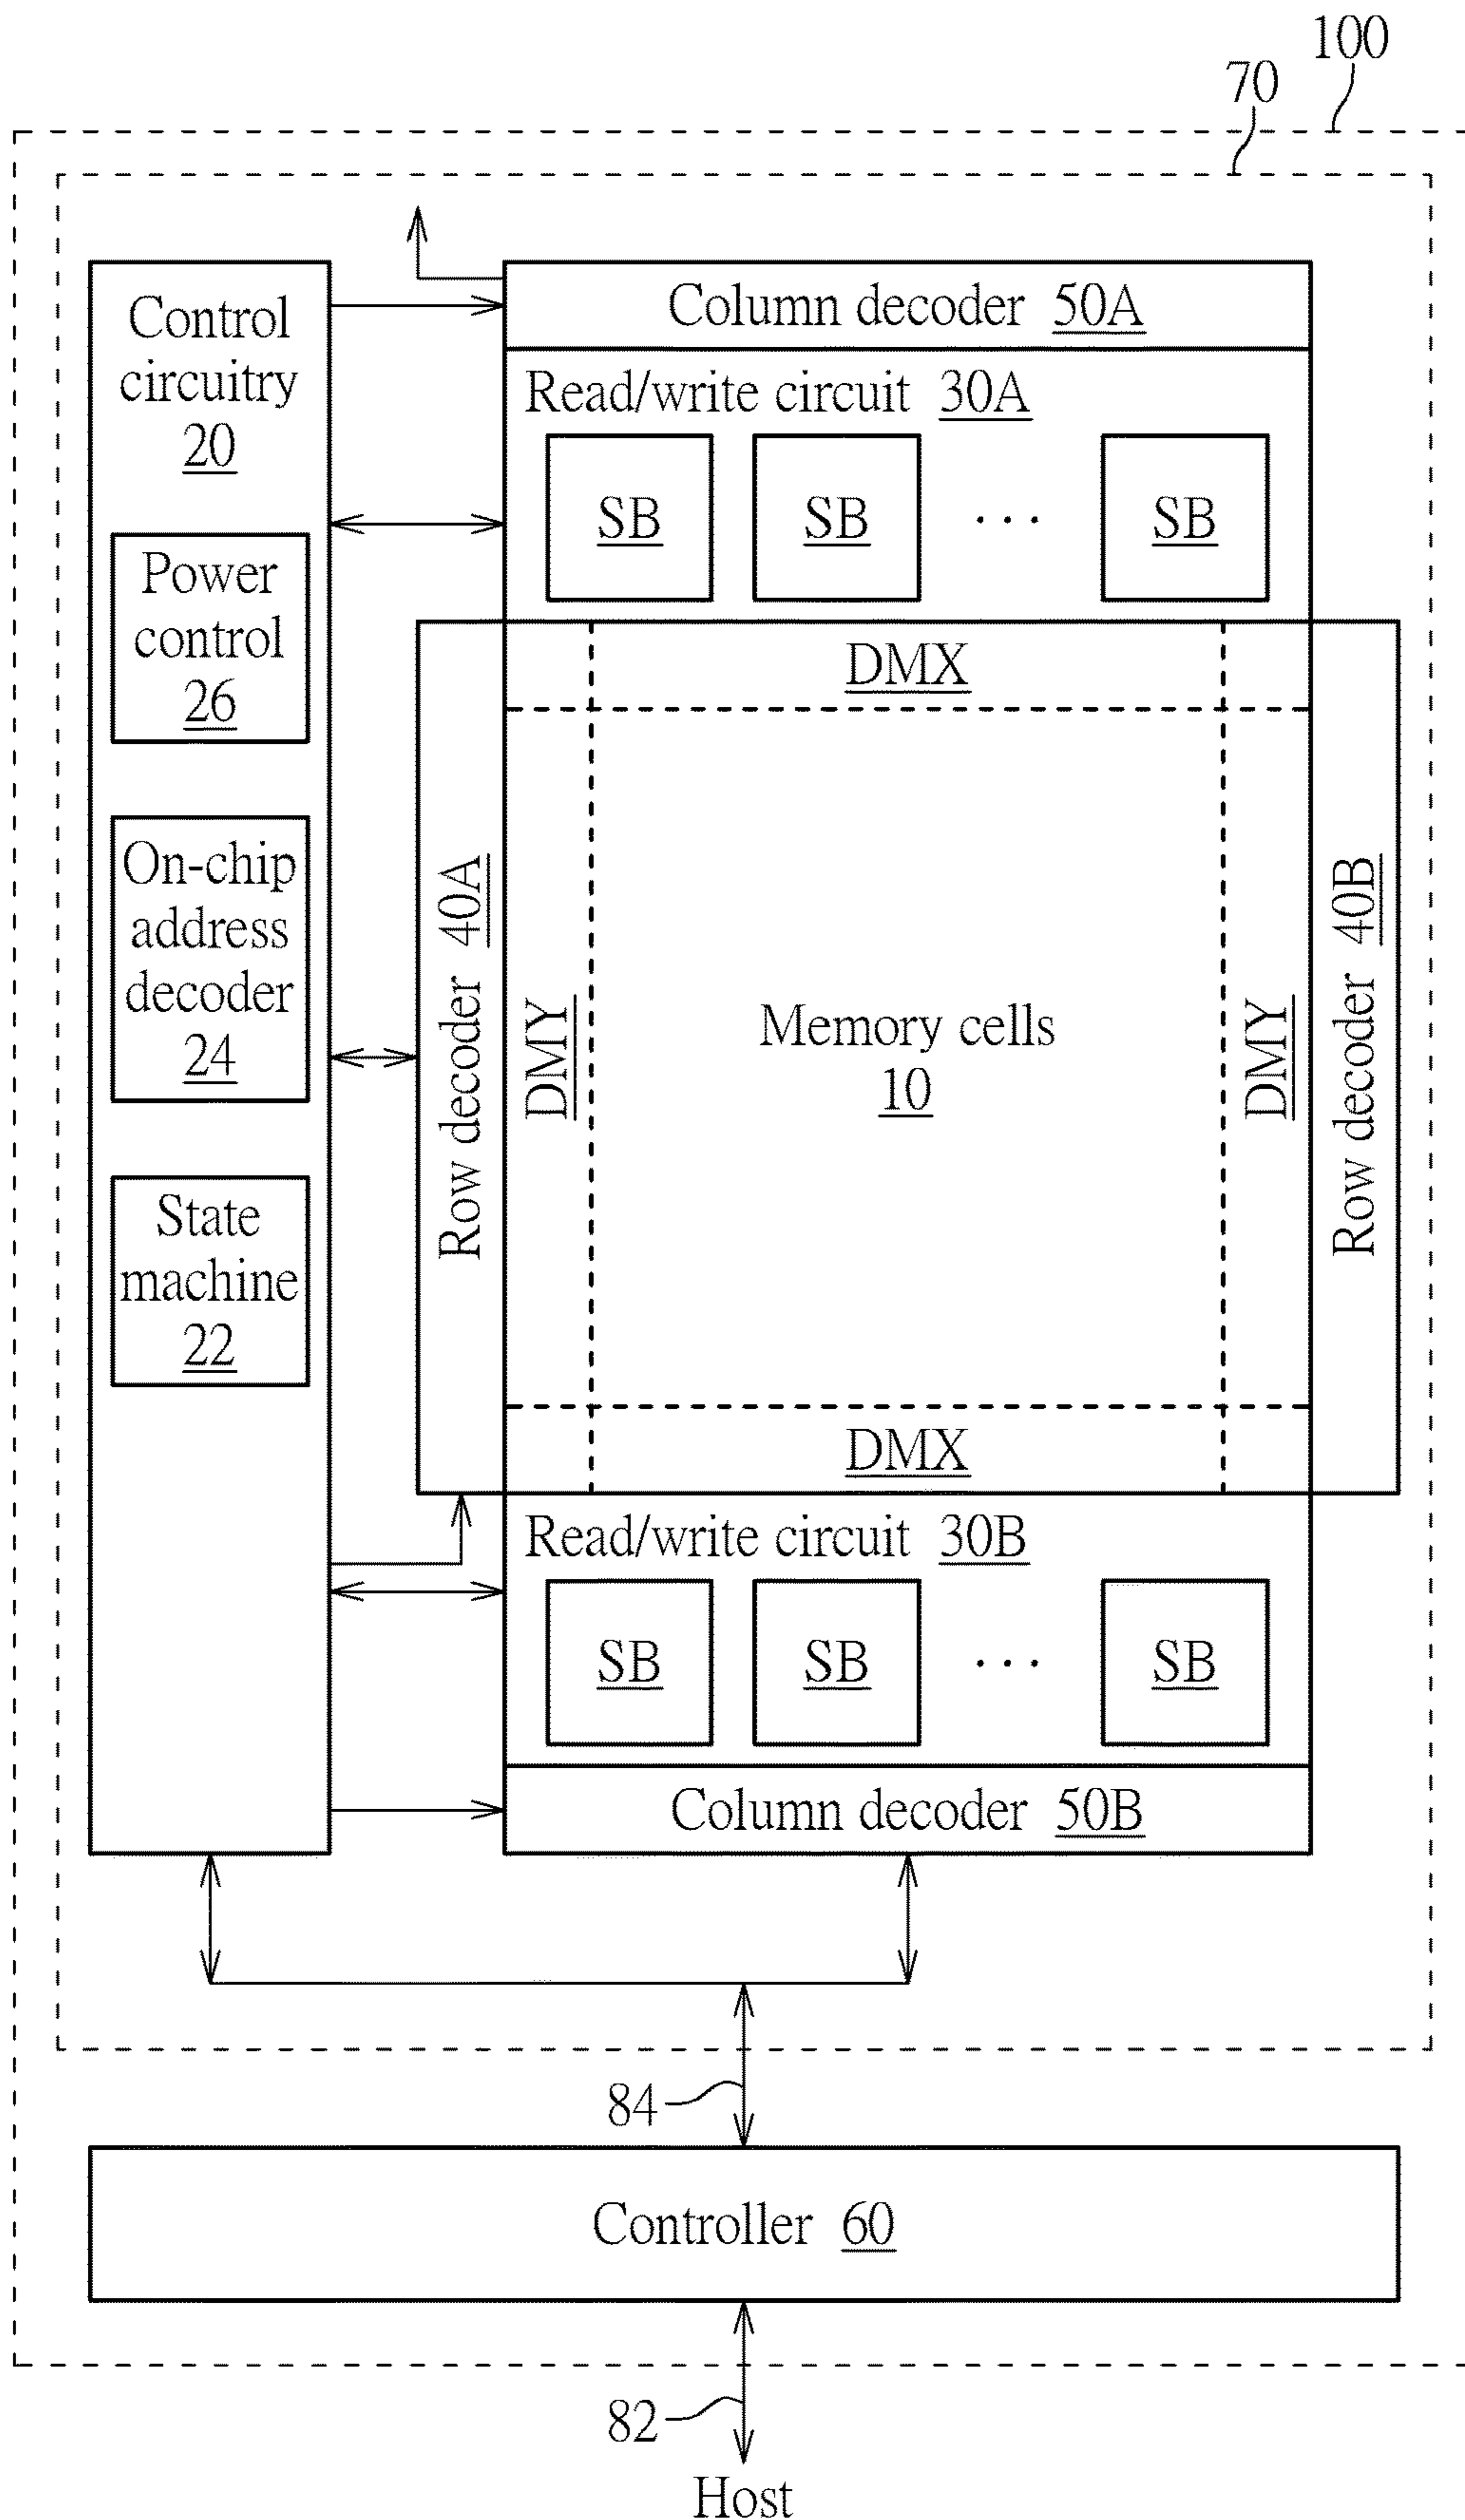 100
70
Control
circuitry
20
Power
control
26
On-chip
address
decoder
24
State
machine
22
Column decoder 50A
Read/write circuit 30A
SB
SB
...
SB
DMX
Row decoder 40A
DMY
Memory cells
10
DMY
Row decoder 40B
DMX
Read/write circuit 30B
SB
SB
...
SB
Column decoder 50B
84
Controller 60
82
Host